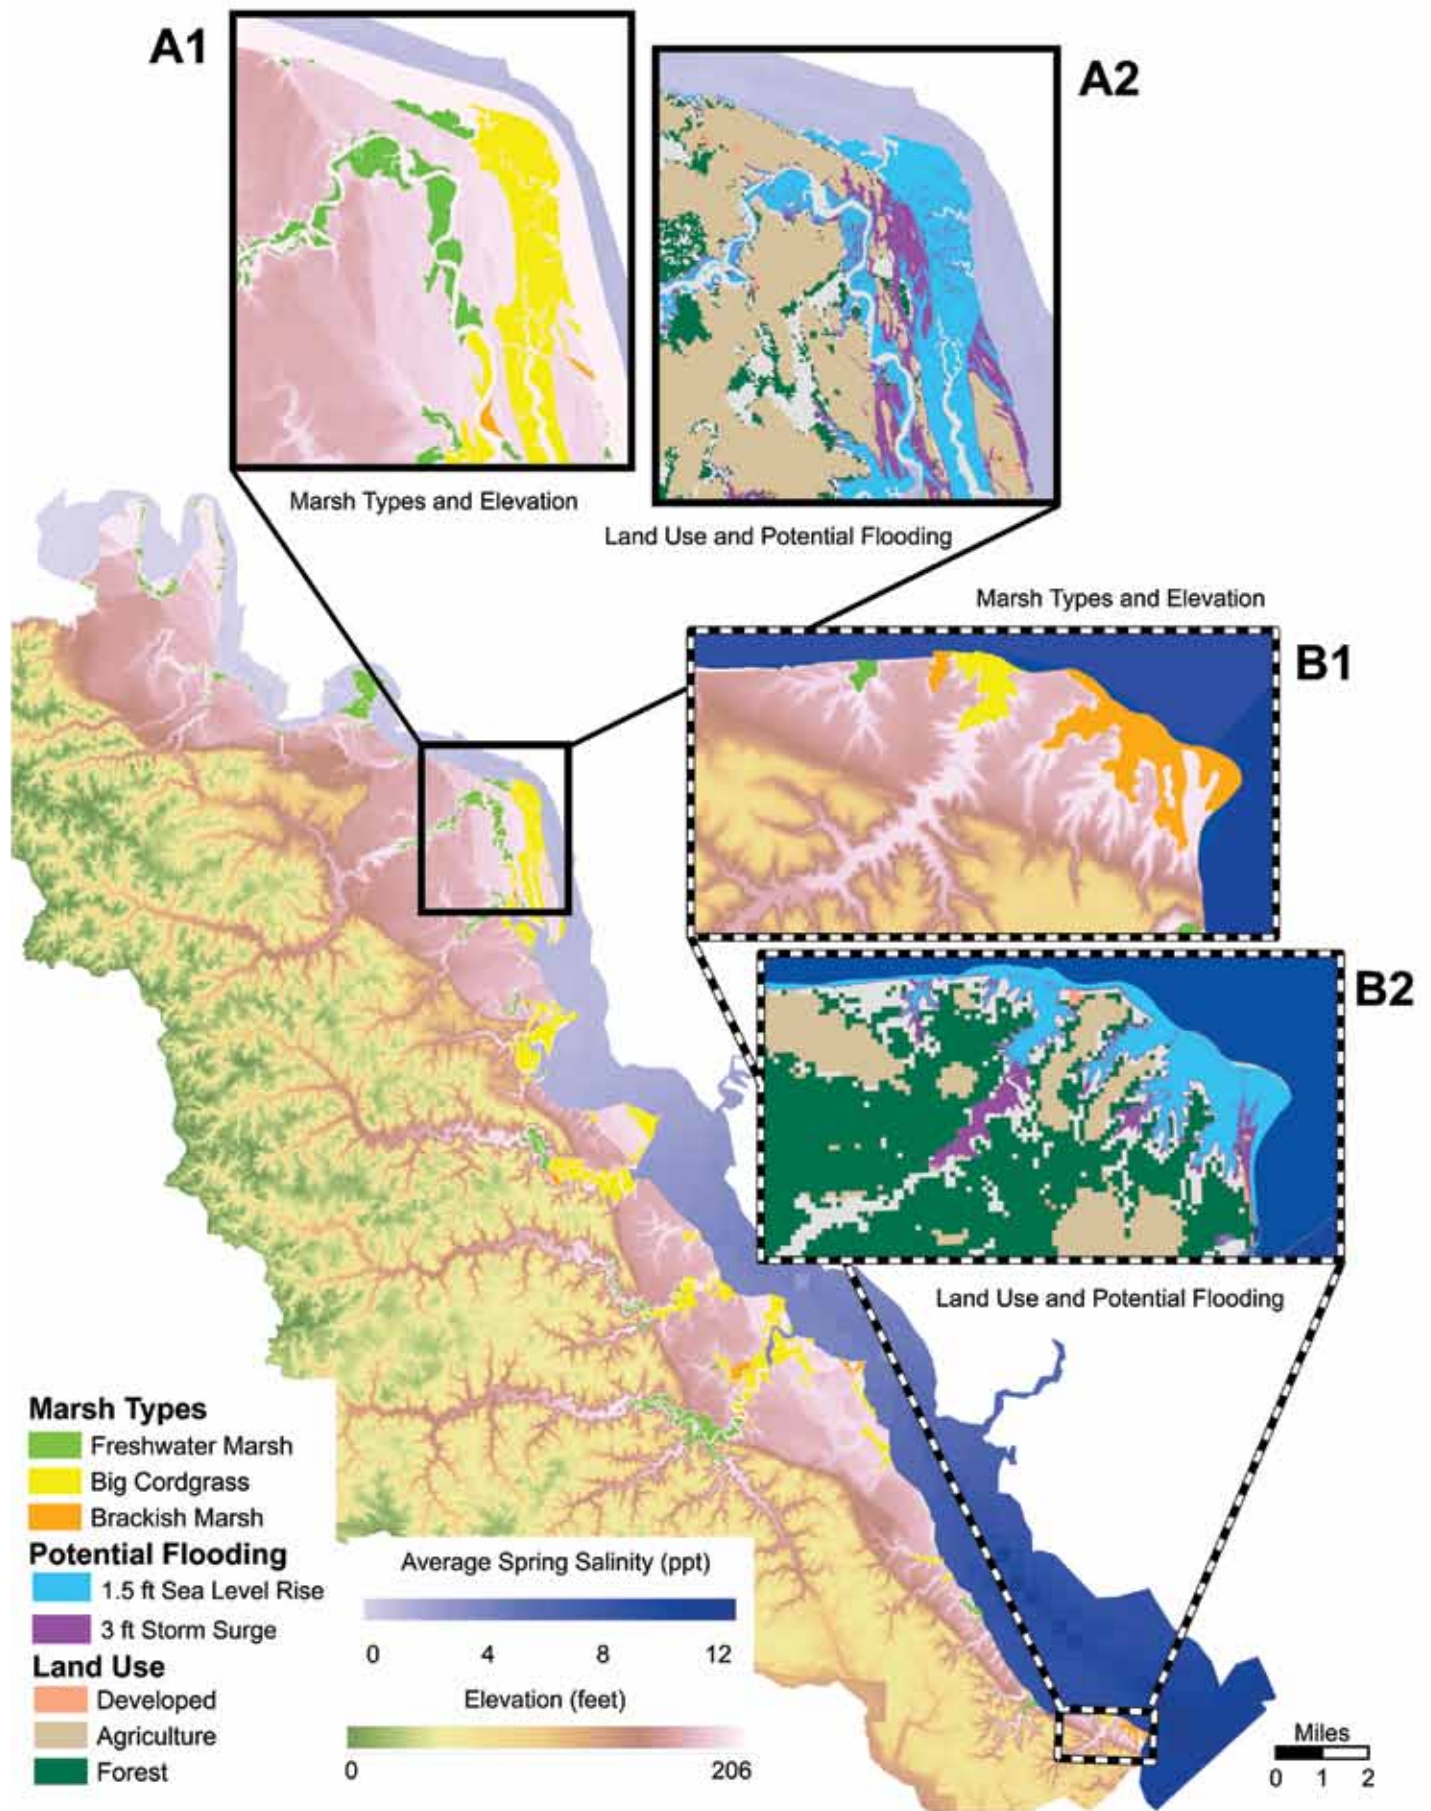 A1
A2
Marsh Types and Elevation
Land Use and Potential Flooding
Marsh Types and Elevation
B1
B2
Land Use and Potential Flooding
Marsh Types
Freshwater Marsh
Big Cordgrass
Brackish Marsh
Potential Flooding
1.5 ft Sea Level Rise
3 ft Storm Surge
Land Use
Developed
Agriculture
Forest
Average Spring Salinity (ppt)
0 4 8 12
Elevation (feet)
0 206
Miles
0 1 2